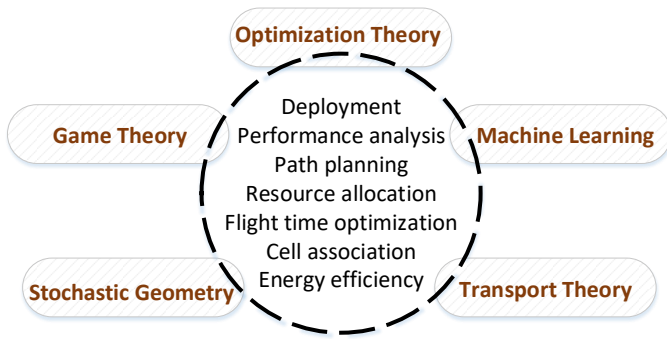 Optimization Theory
Game Theory
Machine Learning
Deployment
Performance analysis
Path planning
Resource allocation
Flight time optimization
Cell association
Energy efficiency
Stochastic Geometry
Transport Theory